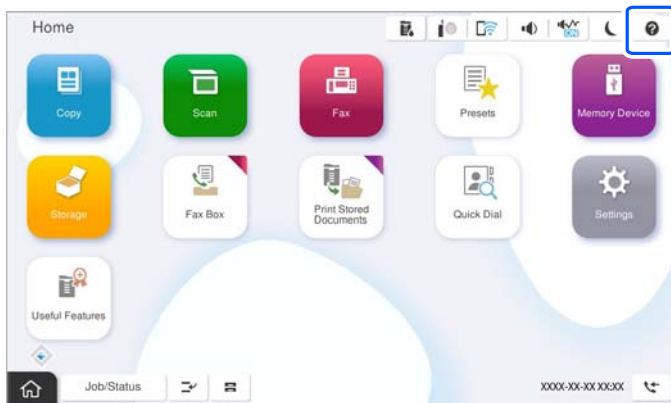 Home
ON
Copy
Scan
Fax
Presets
Memory Device
Storage
Fax Box
Print Stored
Documents
Quick Dial
Settings
Useful Features
Job/Status
XXXX-XX-XX XX:XX